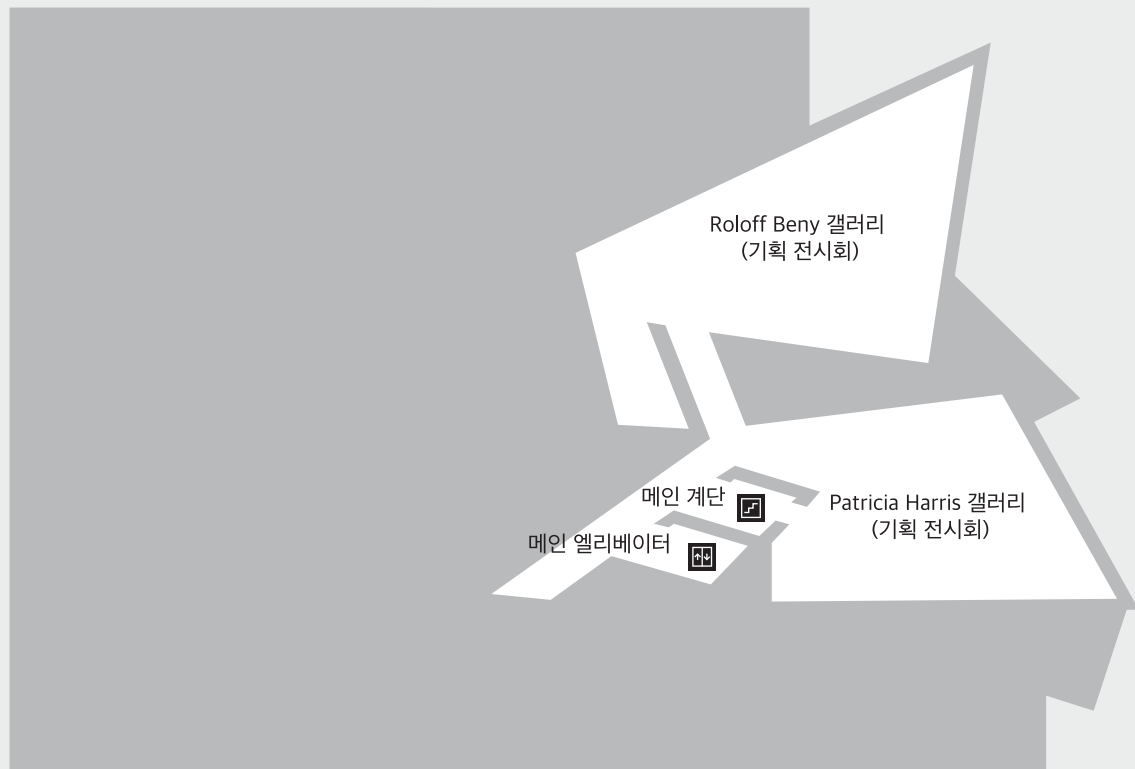 Roloff Beny 갤러리
(기획 전시회)
메인 계단
Patricia Harris 갤러리
(기획 전시회)
메인 엘리베이터